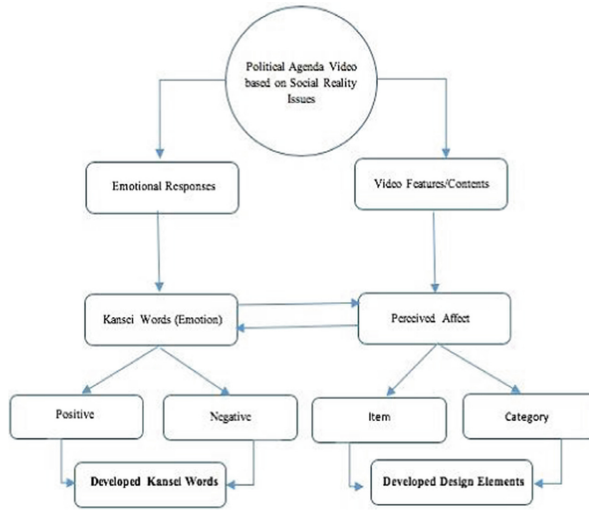 Political Agenda Video
based on Social Reality
Issues
Emotional Responses
Video Features/Contents
Kansei Words (Emotion)
Perceived Affect
Positive
Negative
Item
Category
Developed Kansei Words
Developed Design Elements